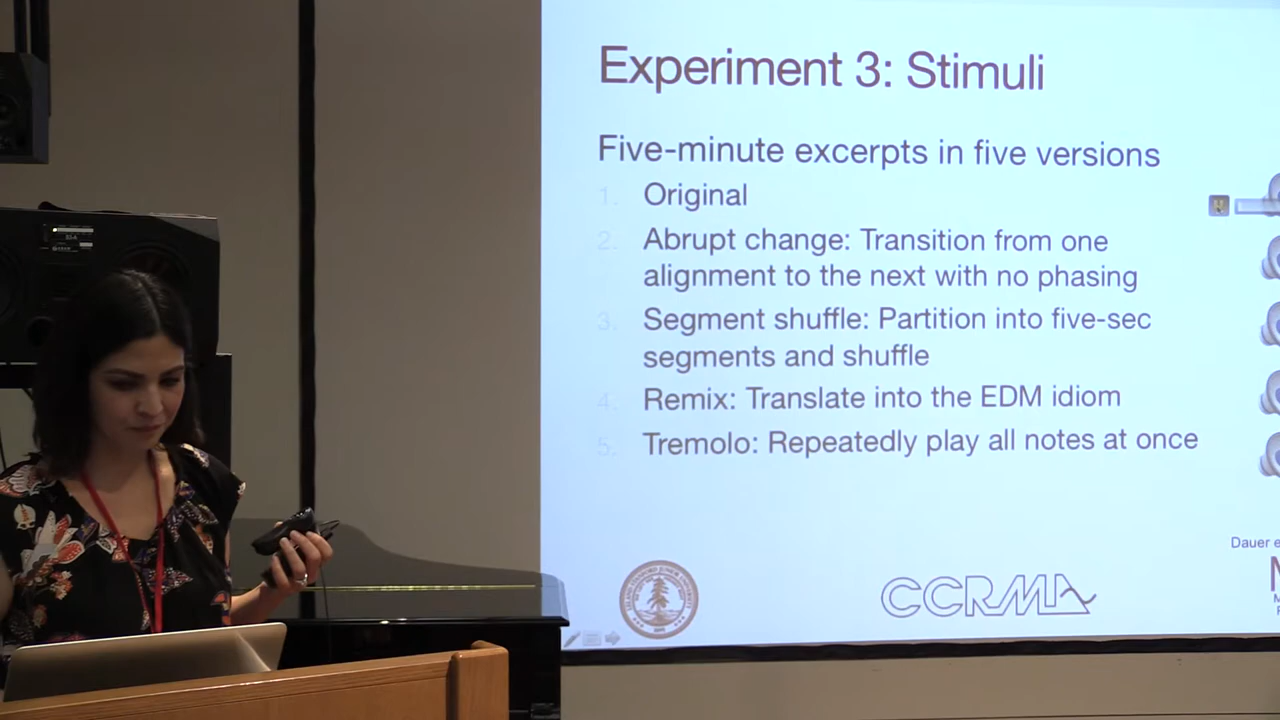 Experiment 3: Stimuli
Five-minute excerpts in five versions
1. Original
2. Abrupt change: Transition from one
alignment to the next with no phasing
3. Segment shuffle: Partition into five-sec
segments and shuffle
4. Remix: Translate into the EDM idiom
5. Tremolo: Repeatedly play all notes at once
Dauer e
CCRMA